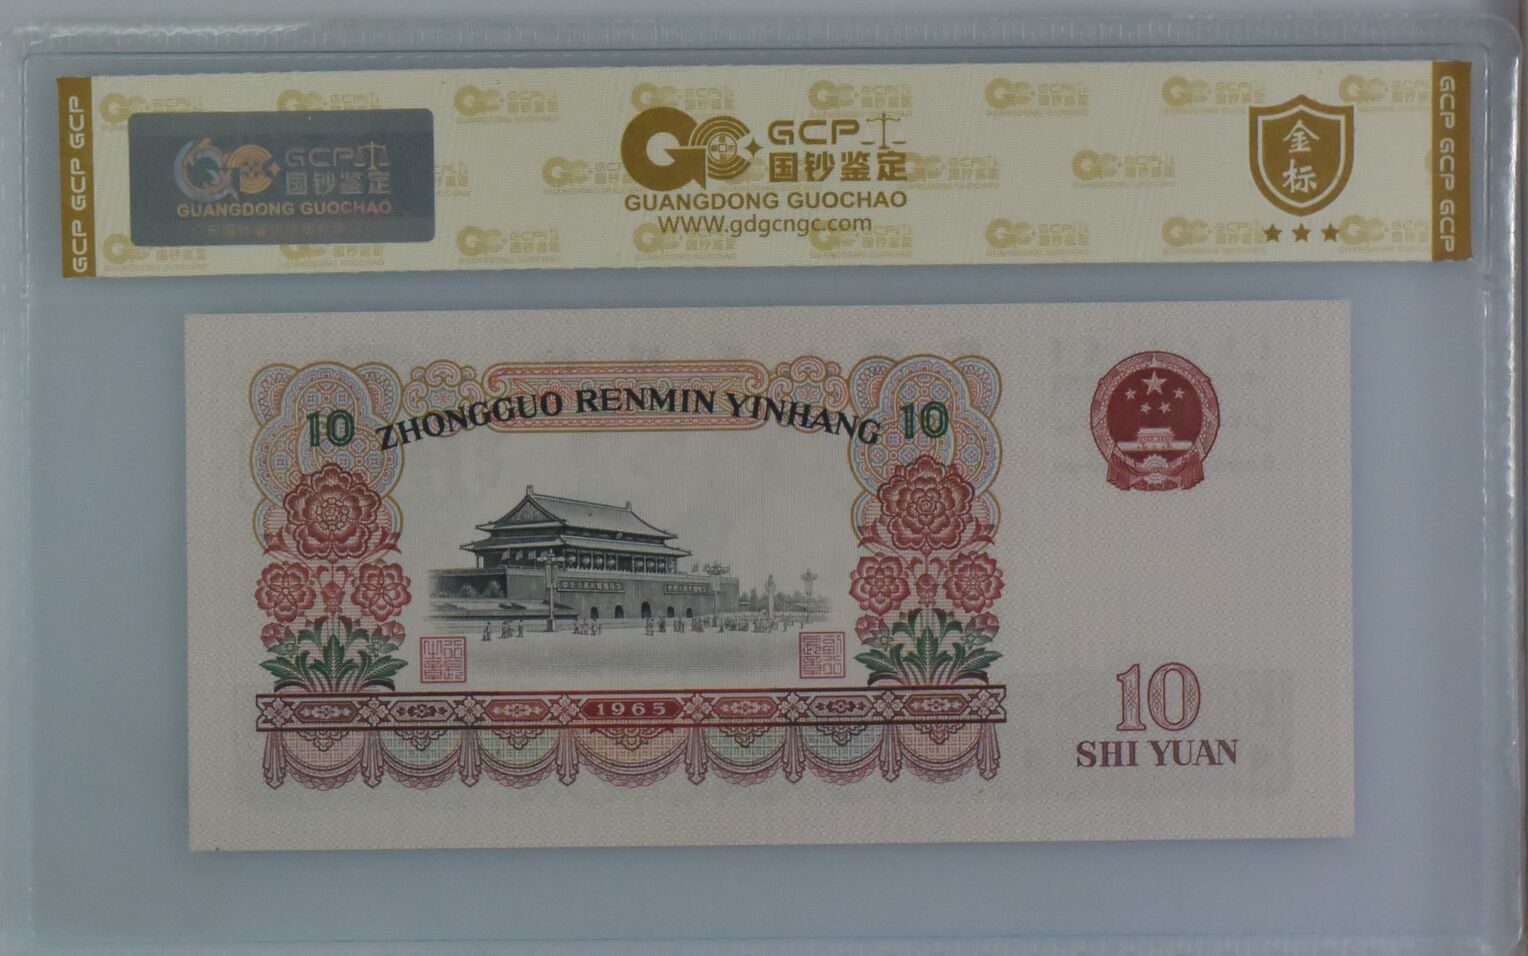 GCP GCP GCP
GCP
国钞鉴定
GUANGDONG GUOCHAO
GCP
国钞鉴定
GUANGDONG GUOCHAO
WWW.gdgcngc.com
金标
GCP GCP GCP
ZHONGGUO RENMIN YINHANG
10
10
1965
10
SHI YUAN